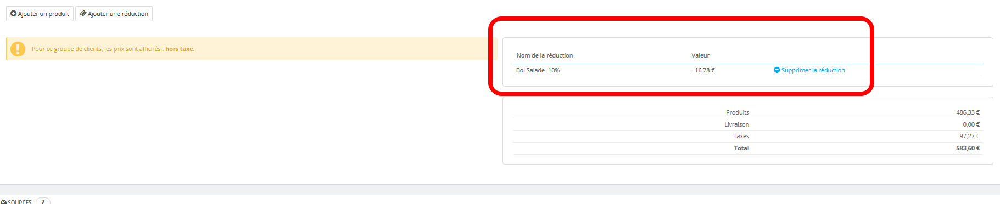 Ajouter un produit
Ajouter une réduction
Pour ce groupe de clients, les prix sont affichés : hors taxe.
Nom de la réduction Valeur
Bol Salade -10% - 16,78 € Supprimer la réduction
Produits 486,33 €
Livraison 0,00 €
Taxes 97,27 €
Total 583,60 €
SOURCES 2